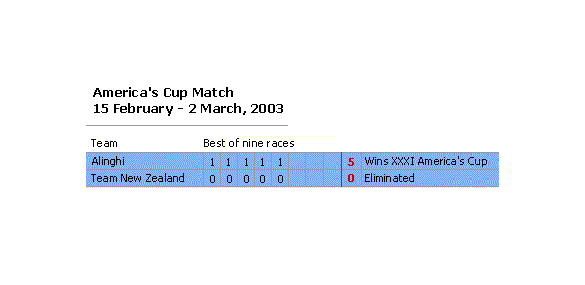 America's Cup Match
15 February - 2 March, 2003
Team Best of nine races
Alinghi 1 1 1 1 1 5 Wins XXXI America's Cup
Team New Zealand 0 0 0 0 0 0 Eliminated